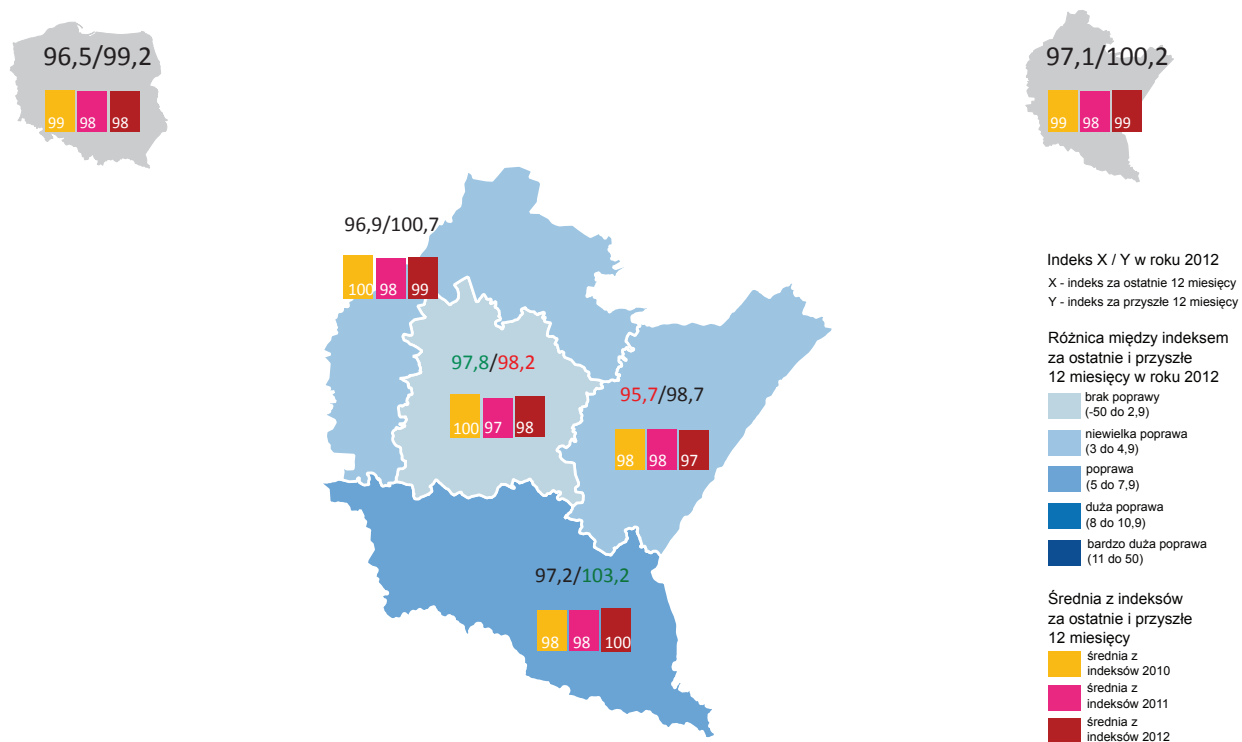 96,5/99,2
99 98 98
97,1/100,2
99 98 99
96,9/100,7
100 98 99
97,8/98,2
100 97 98
95,7/98,7
98 98 97
97,2/103,2
98 98 100
Indeks X / Y w roku 2012
X - indeks za ostatnie 12 miesięcy
Y - indeks za przyszłe 12 miesięcy
Różnica między indeksem
za ostatnie i przyszłe
12 miesięcy w roku 2012
brak poprawy
(-50 do 2,9)
niewielka poprawa
(3 do 4,9)
poprawa
(5 do 7,9)
duża poprawa
(8 do 10,9)
bardzo duża poprawa
(11 do 50)
Średnia z indeksów
za ostatnie i przyszłe
12 miesięcy
średnia z
indeksów 2010
średnia z
indeksów 2011
średnia z
indeksów 2012